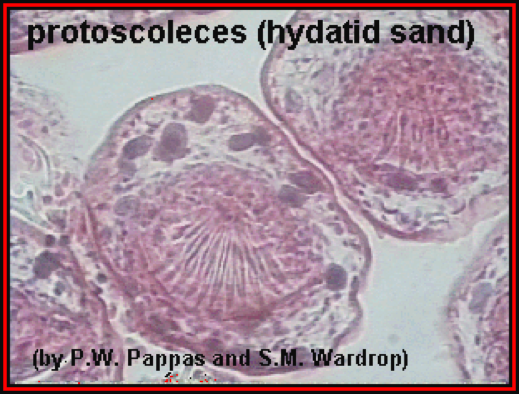 protoscoleces (hydatid sand)
(by P.W. Pappas and S.M. Wardrop)